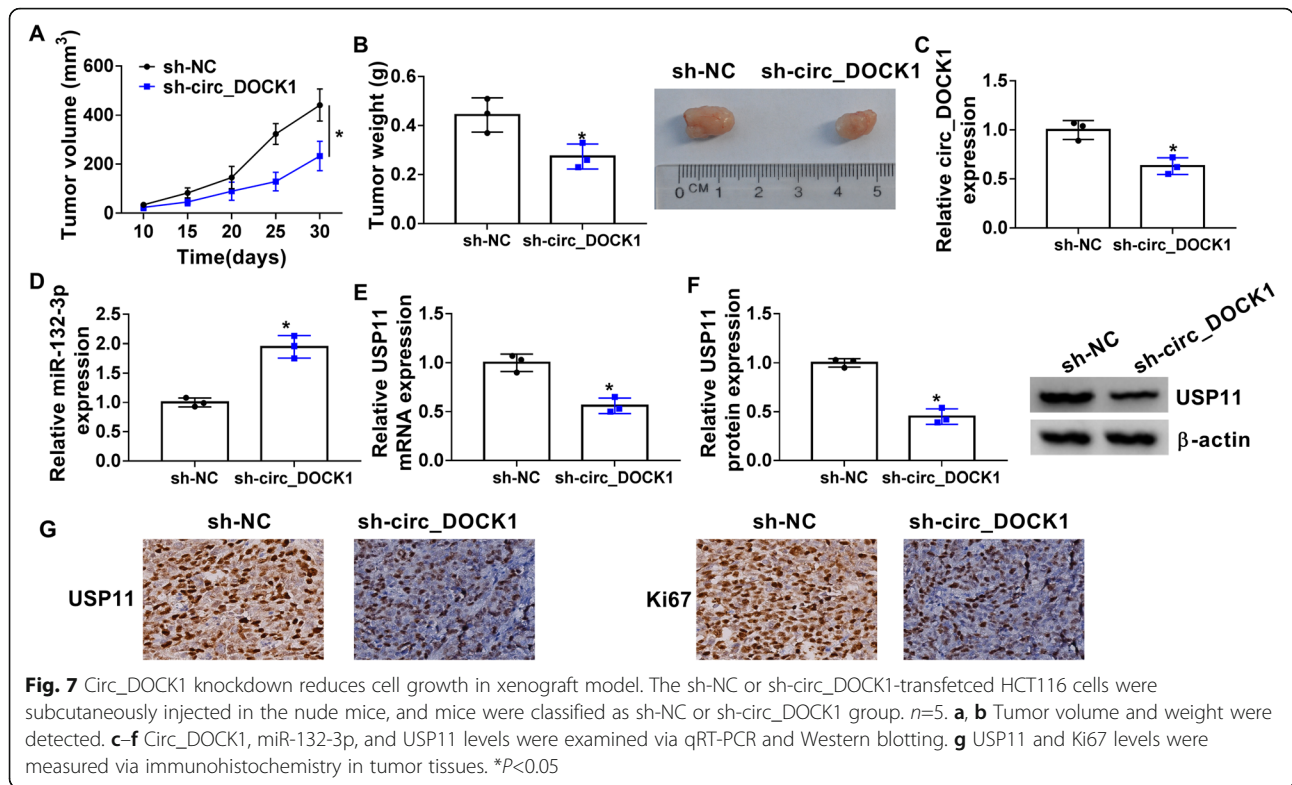 A
Tumor volume (mm³)
600
400
200
0
sh-NC
sh-circ_DOCK1
*
10 15 20 25 30
Time(days)
B
Tumor weight (g)
0.6
0.4
0.2
0.0
*
sh-NC sh-circ_DOCK1
sh-NC sh-circ_DOCK1
0 CM 1 2 3 4 5
C
Relative circ_DOCK1
expression
1.5
1.0
0.5
0.0
*
sh-NC sh-circ_DOCK1
D
Relative miR-132-3p
expression
2.5
2.0
1.5
1.0
0.5
0.0
*
sh-NC sh-circ_DOCK1
E
Relative USP11
mRNA expression
1.5
1.0
0.5
0.0
*
sh-NC sh-circ_DOCK1
F
Relative USP11
protein expression
1.5
1.0
0.5
0.0
*
sh-NC sh-circ_DOCK1
sh-NC sh-circ_DOCK1
USP11
β-actin
G
sh-NC sh-circ_DOCK1
USP11
sh-NC sh-circ_DOCK1
Ki67
Fig. 7 Circ_DOCK1 knockdown reduces cell growth in xenograft model. The sh-NC or sh-circ_DOCK1-transfetced HCT116 cells were
subcutaneously injected in the nude mice, and mice were classified as sh-NC or sh-circ_DOCK1 group. n=5. a, b Tumor volume and weight were
detected. c–f Circ_DOCK1, miR-132-3p, and USP11 levels were examined via qRT-PCR and Western blotting. g USP11 and Ki67 levels were
measured via immunohistochemistry in tumor tissues. *P<0.05